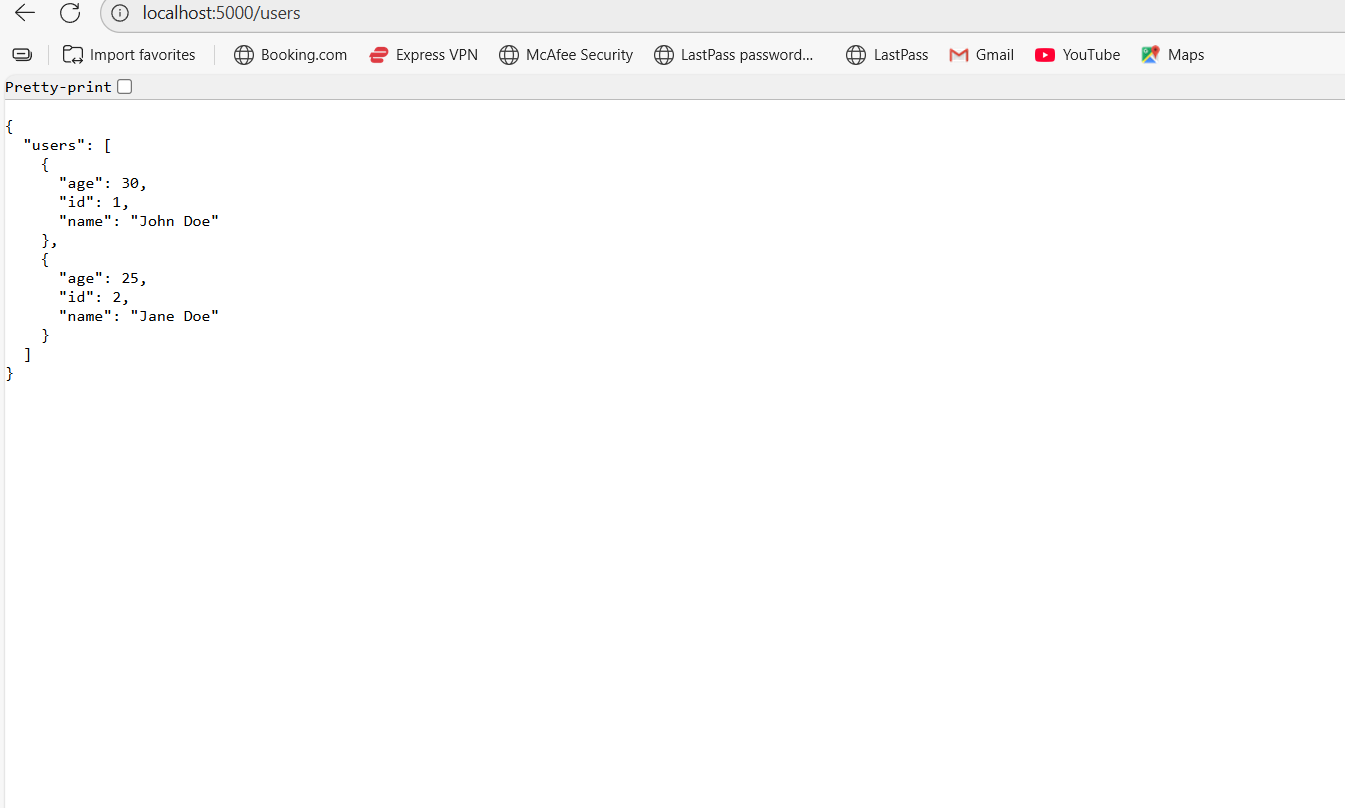 localhost:5000/users
Import favorites Booking.com Express VPN McAfee Security LastPass password... LastPass Gmail YouTube Maps
Pretty-print
{
  "users": [
    {
      "age": 30,
      "id": 1,
      "name": "John Doe"
    },
    {
      "age": 25,
      "id": 2,
      "name": "Jane Doe"
    }
  ]
}